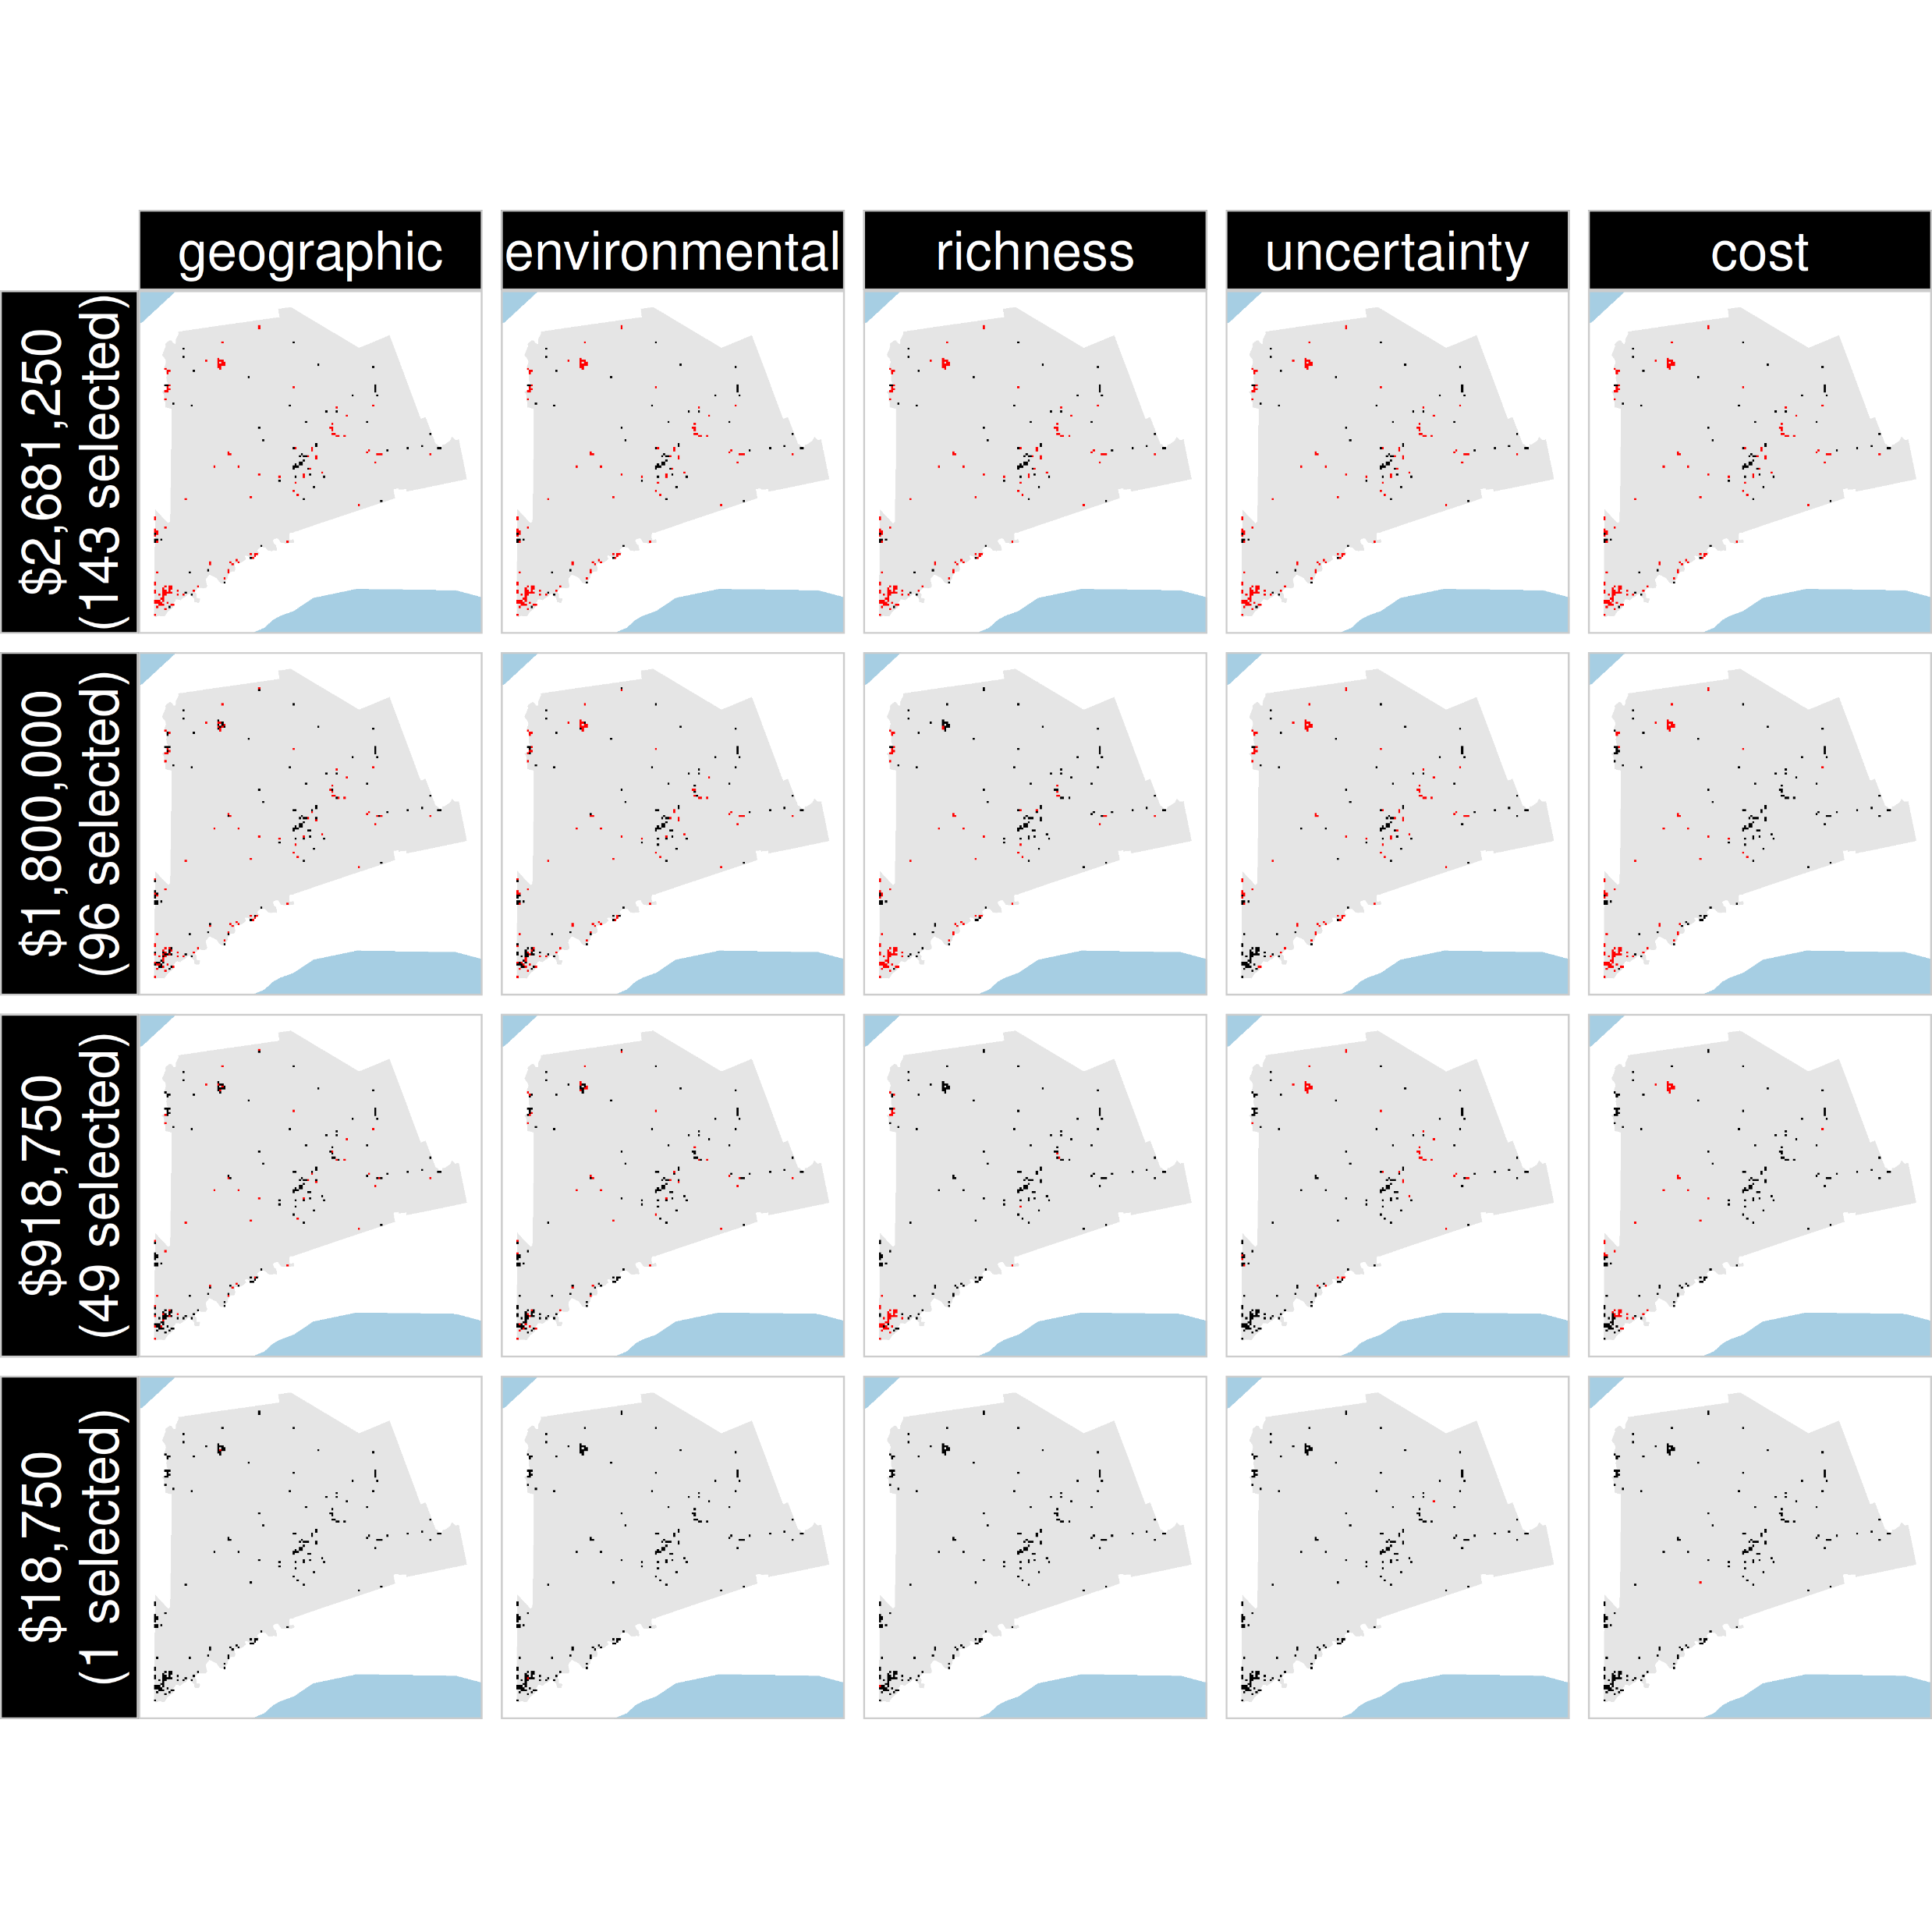 geographic
environmental
richness
uncertainty
cost
$2,681,250
(143 selected)
$1,800,000
(96 selected)
$918,750
(49 selected)
$18,750
(1 selected)